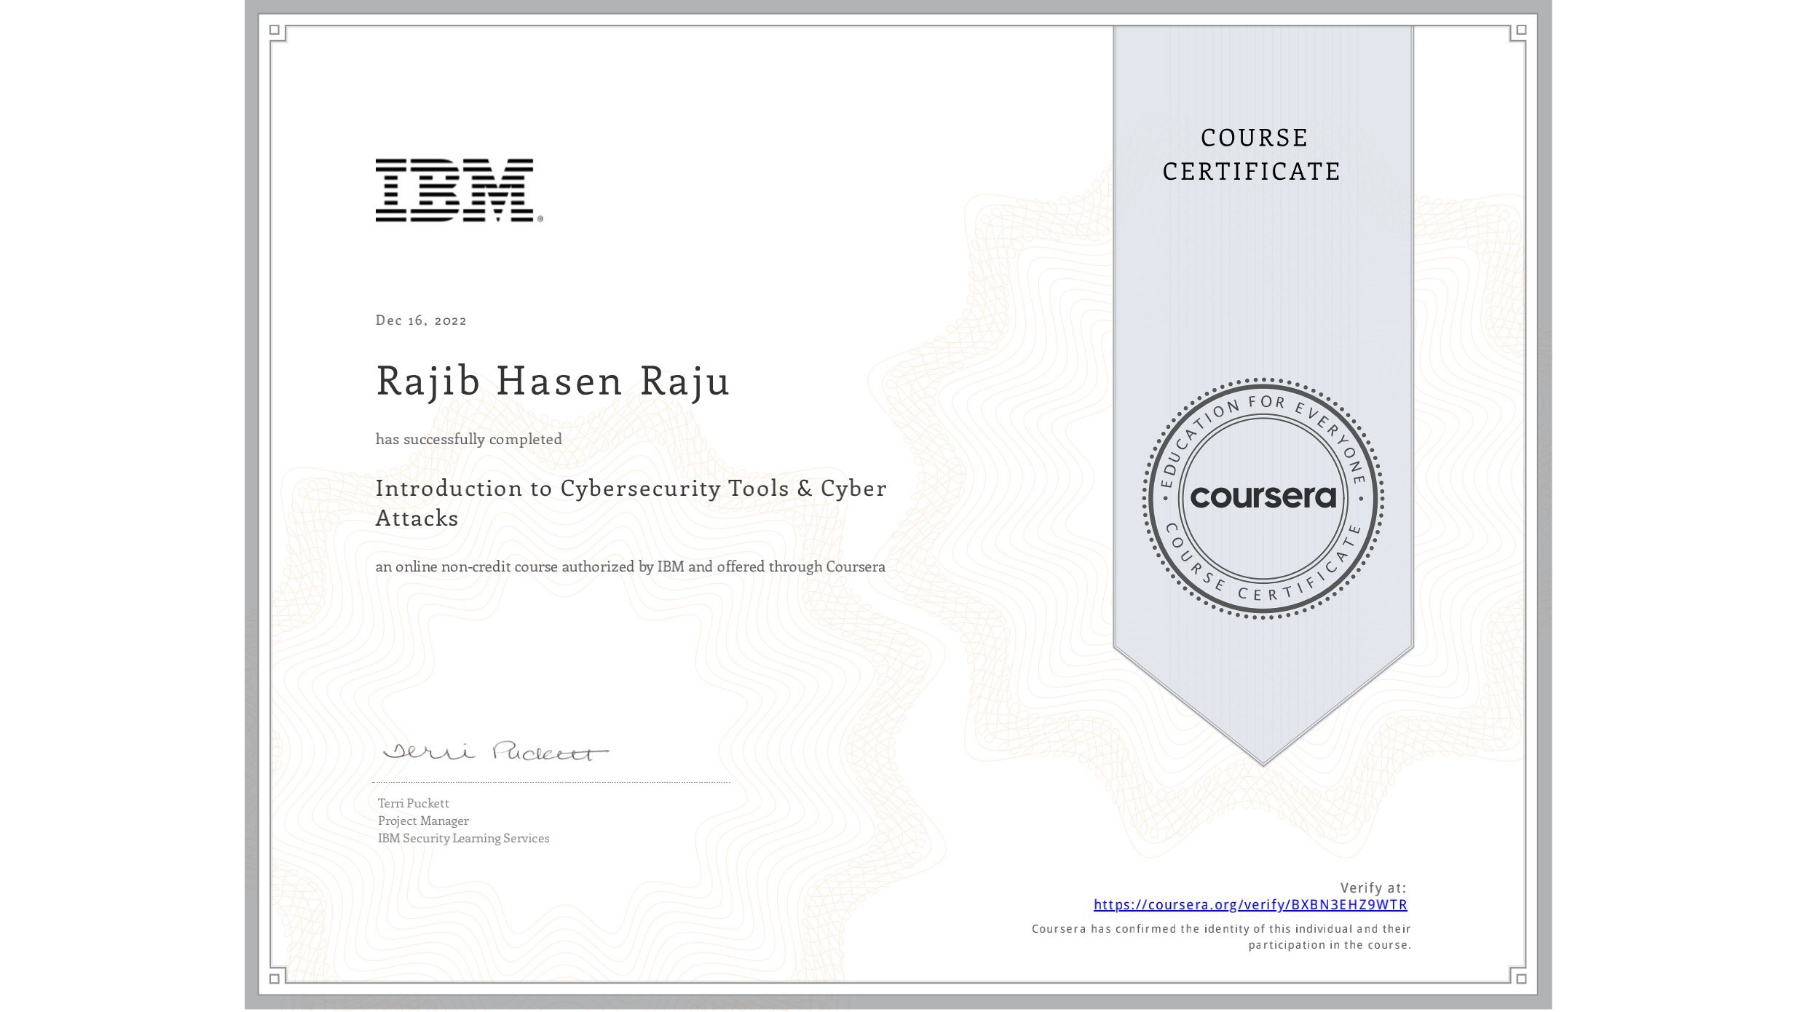 COURSE
CERTIFICATE
IBM®
Dec 16, 2022
Rajib Hasen Raju
has successfully completed
Introduction to Cybersecurity Tools & Cyber
Attacks
an online non-credit course authorized by IBM and offered through Coursera
EDUCATION FOR EVERYONE
coursera
COURSE CERTIFICATE
Terri Puckett
Terri Puckett
Project Manager
IBM Security Learning Services
Verify at:
https://coursera.org/verify/BXBN3EHZ9WTR
Coursera has confirmed the identity of this individual and their
participation in the course.